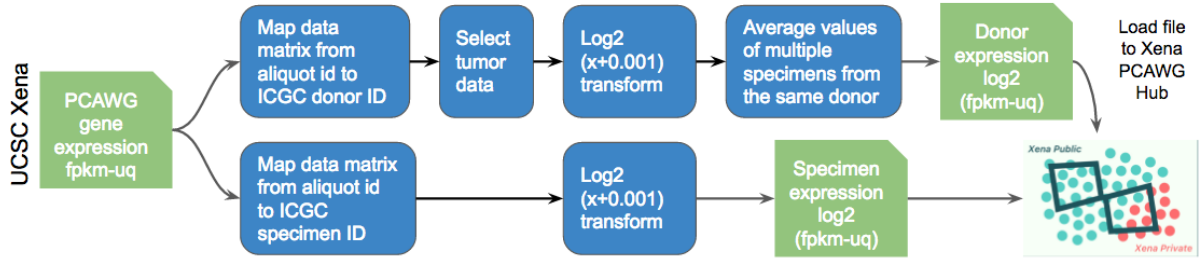 UCSC Xena
PCAWG
gene
expression
fpkm-uq
Map data
matrix from
aliquot id to
ICGC donor ID
Select
tumor
data
Log2
(x+0.001)
transform
Average values
of multiple
specimens from
the same donor
Donor
expression
log2
(fpkm-uq)
Load file
to Xena
PCAWG
Hub
Map data matrix
from aliquot id
to ICGC
specimen ID
Log2
(x+0.001)
transform
Specimen
expression
log2
(fpkm-uq)
Xena Public
Xena Private